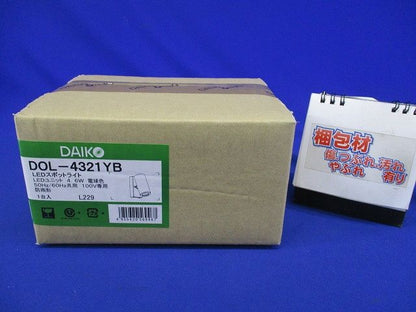 DAIKO
DOL-4321YB
LEDスポットライト
LEDユニット 4.6W 電球色
50Hz/60Hz共用 100V専用
防雨形
1台入 L229
梱包材
傷つぶれ汚れ
やぶれ 有り